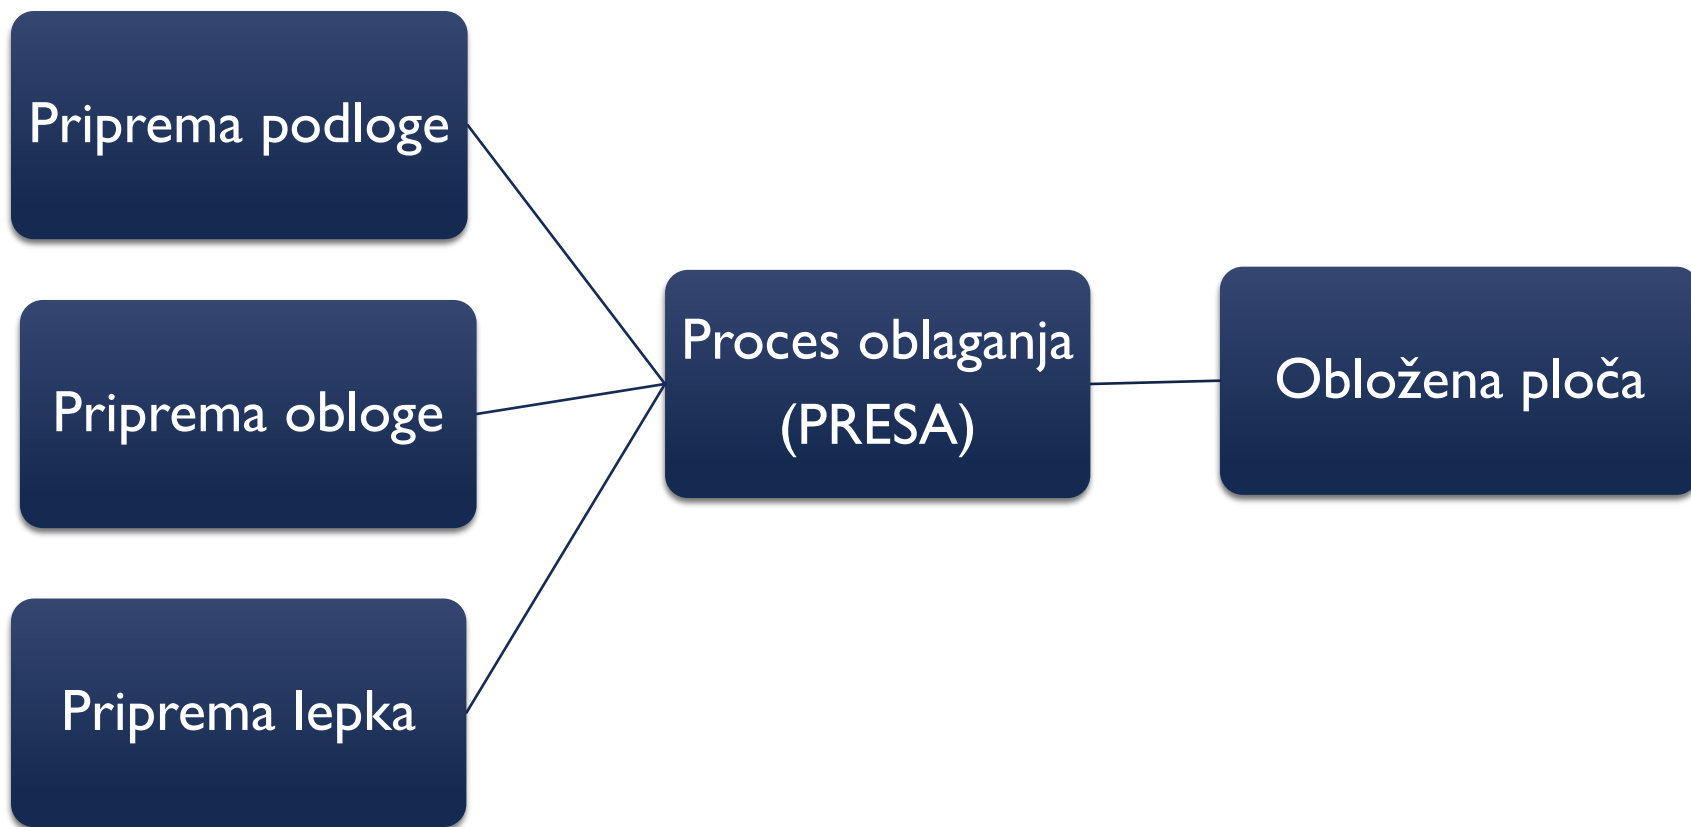 Priprema podloge
Priprema obloge
Priprema lepka
Proces oblaganja
(PRESA)
Obložena ploča